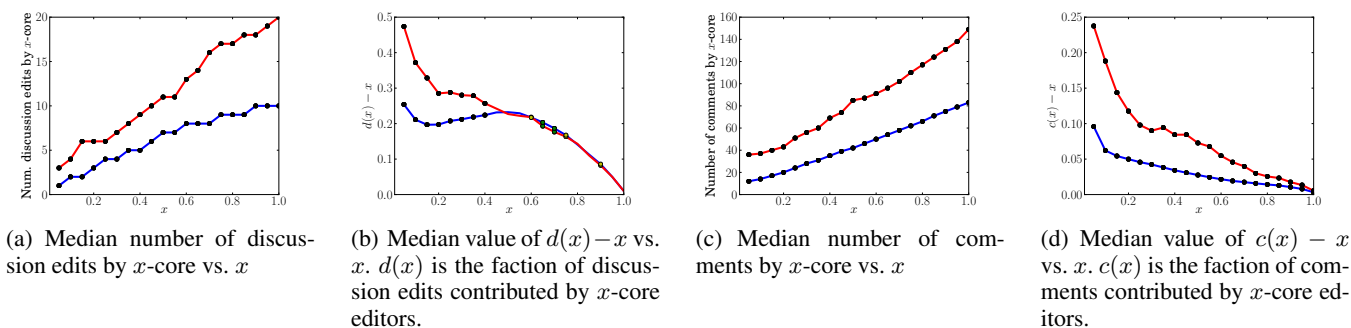 Num. discussion edits by x-core
20
15
10
5
0
0.2
0.4
0.6
0.8
1.0
x
d(x) − x
0.5
0.4
0.3
0.2
0.1
0.0
0.2
0.4
0.6
0.8
1.0
x
Number of comments by x-core
160
140
120
100
80
60
40
20
0
0.2
0.4
0.6
0.8
1.0
x
c(x) − x
0.25
0.20
0.15
0.10
0.05
0.00
0.2
0.4
0.6
0.8
1.0
x
(a) Median number of discus-
sion edits by x-core vs. x
(b) Median value of d(x)−x vs.
x. d(x) is the faction of discus-
sion edits contributed by x-core
editors.
(c) Median number of com-
ments by x-core vs. x
(d) Median value of c(x) − x
vs. x. c(x) is the faction of com-
ments contributed by x-core ed-
itors.